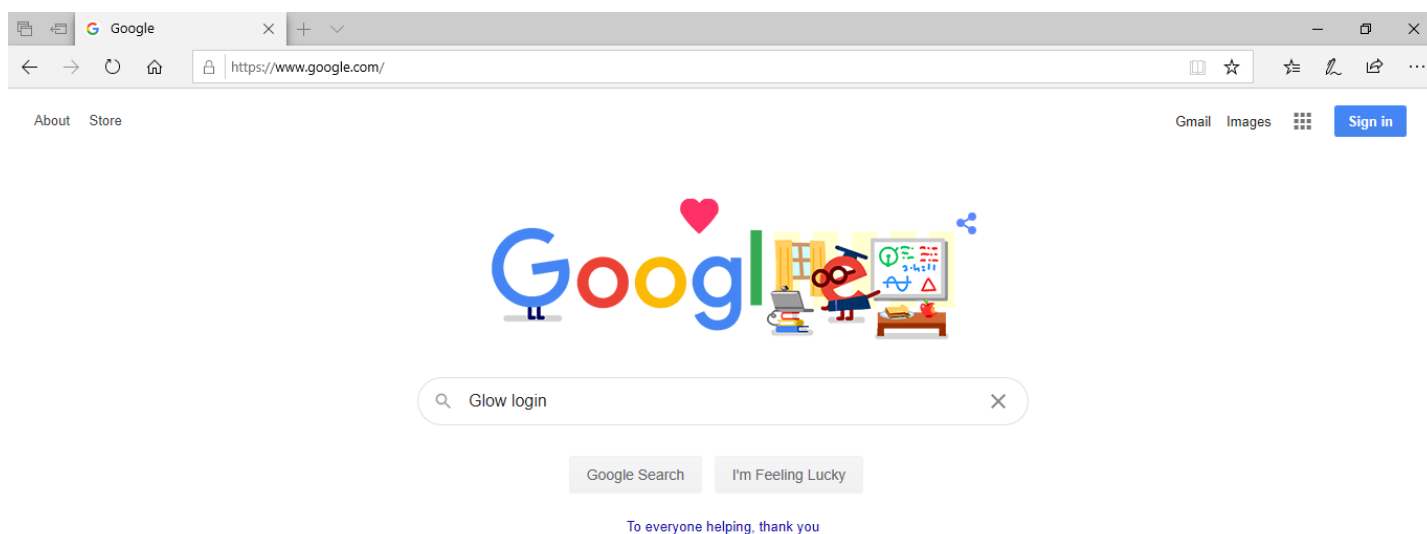 Google
https://www.google.com/
About Store Gmail Images Sign in
Google
Glow login
Google Search I'm Feeling Lucky
To everyone helping, thank you